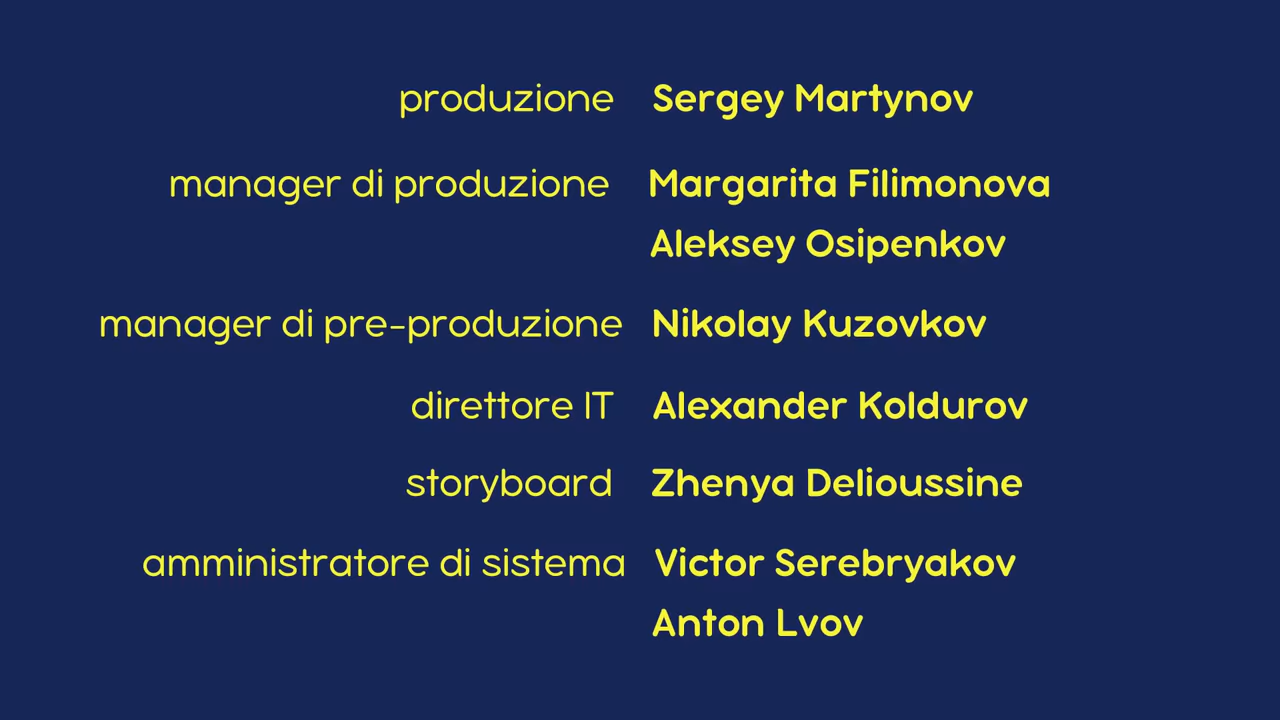 produzione Sergey Martynov
manager di produzione Margarita Filimonova
Aleksey Osipenkov
manager di pre-produzione Nikolay Kuzovkov
direttore IT Alexander Koldurov
storyboard Zhenya Delioussine
amministratore di sistema Victor Serebryakov
Anton Lvov